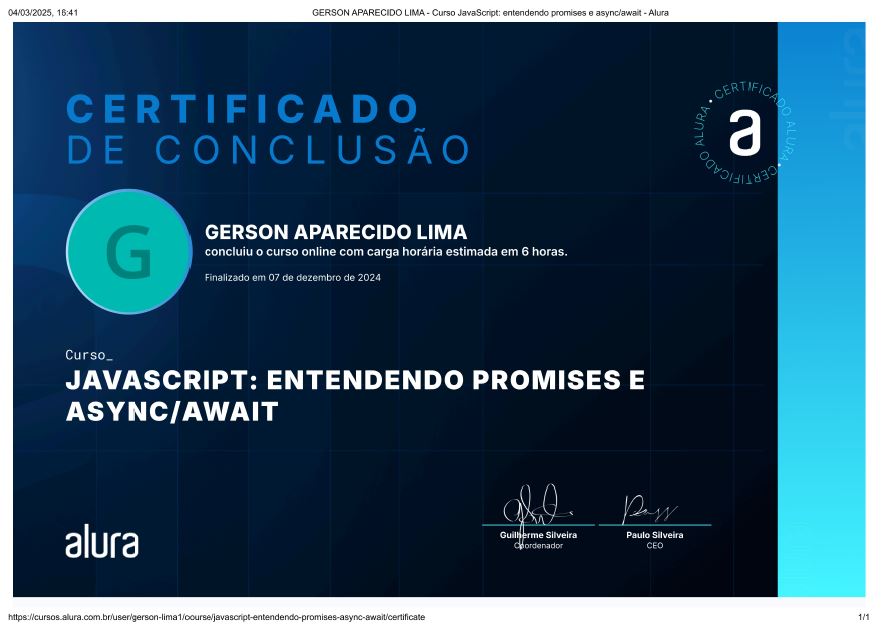 04/03/2025, 16:41
GERSON APARECIDO LIMA - Curso JavaScript: entendendo promises e async/await - Alura
CERTIFICADO
DE CONCLUSÃO
CERTIFICADO ALURA • CERTIFICADO ALURA •
a
alura
G
GERSON APARECIDO LIMA
concluiu o curso online com carga horária estimada em 6 horas.
Finalizado em 07 de dezembro de 2024
Curso_
JAVASCRIPT: ENTENDENDO PROMISES E
ASYNC/AWAIT
alura
Guilherme Silveira
Coordenador
Paulo Silveira
CEO
https://cursos.alura.com.br/user/gerson-lima1/course/javascript-entendendo-promises-async-await/certificate
1/1